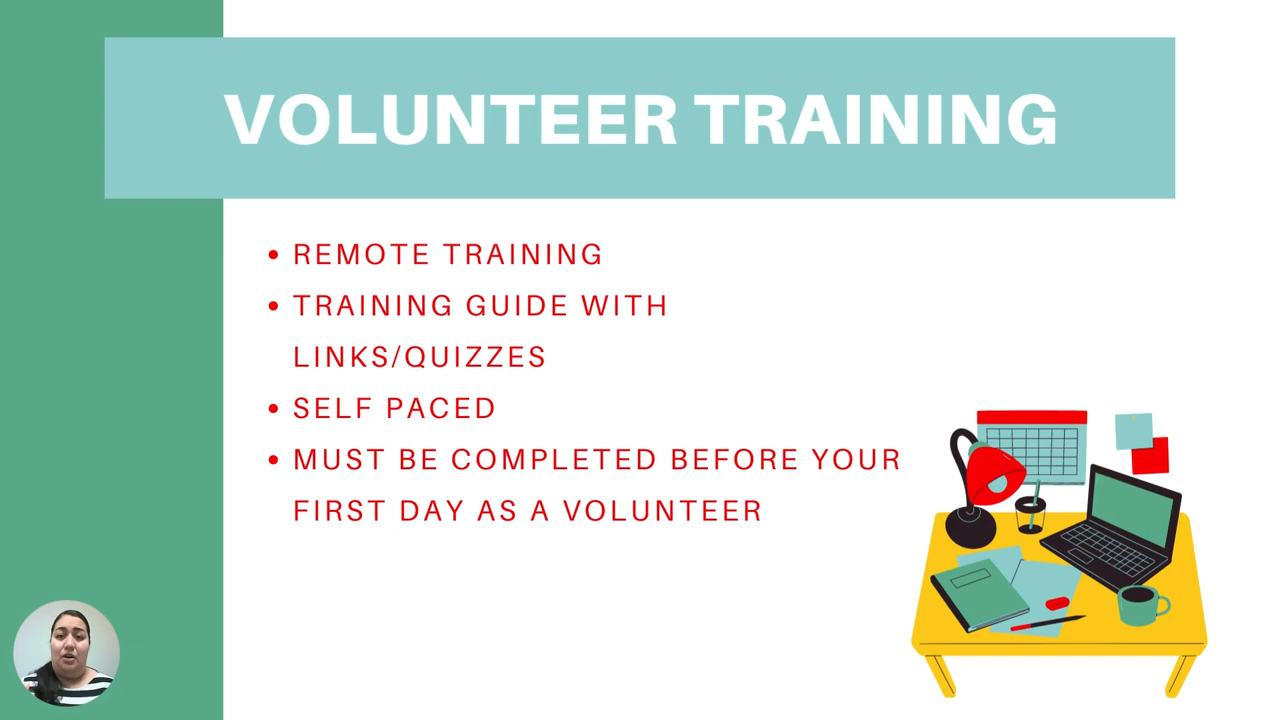 VOLUNTEER TRAINING
• REMOTE TRAINING
• TRAINING GUIDE WITH
LINKS/QUIZZES
• SELF PACED
• MUST BE COMPLETED BEFORE YOUR
FIRST DAY AS A VOLUNTEER